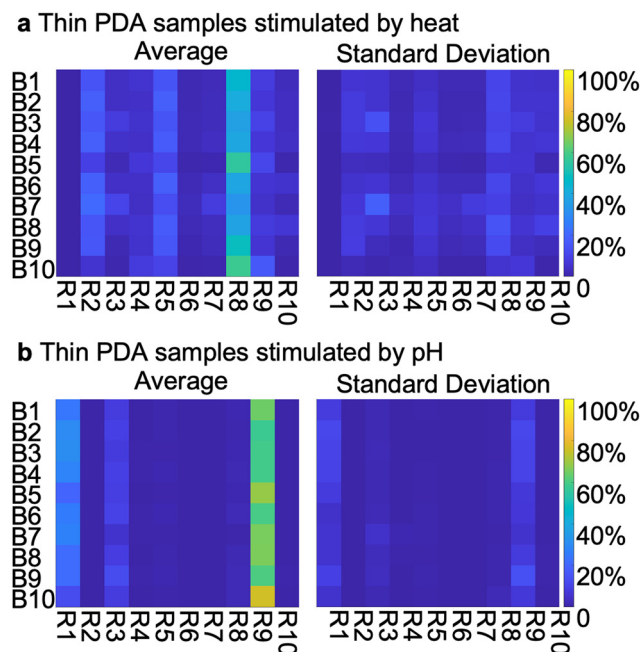 a Thin PDA samples stimulated by heat
Average
Standard Deviation
B1
B2
B3
B4
B5
B6
B7
B8
B9
B10
R1 R2 R3 R4 R5 R6 R7 R8 R9 R10
R1 R2 R3 R4 R5 R6 R7 R8 R9 R10
100%
80%
60%
40%
20%
0
b Thin PDA samples stimulated by pH
Average
Standard Deviation
B1
B2
B3
B4
B5
B6
B7
B8
B9
B10
R1 R2 R3 R4 R5 R6 R7 R8 R9 R10
R1 R2 R3 R4 R5 R6 R7 R8 R9 R10
100%
80%
60%
40%
20%
0